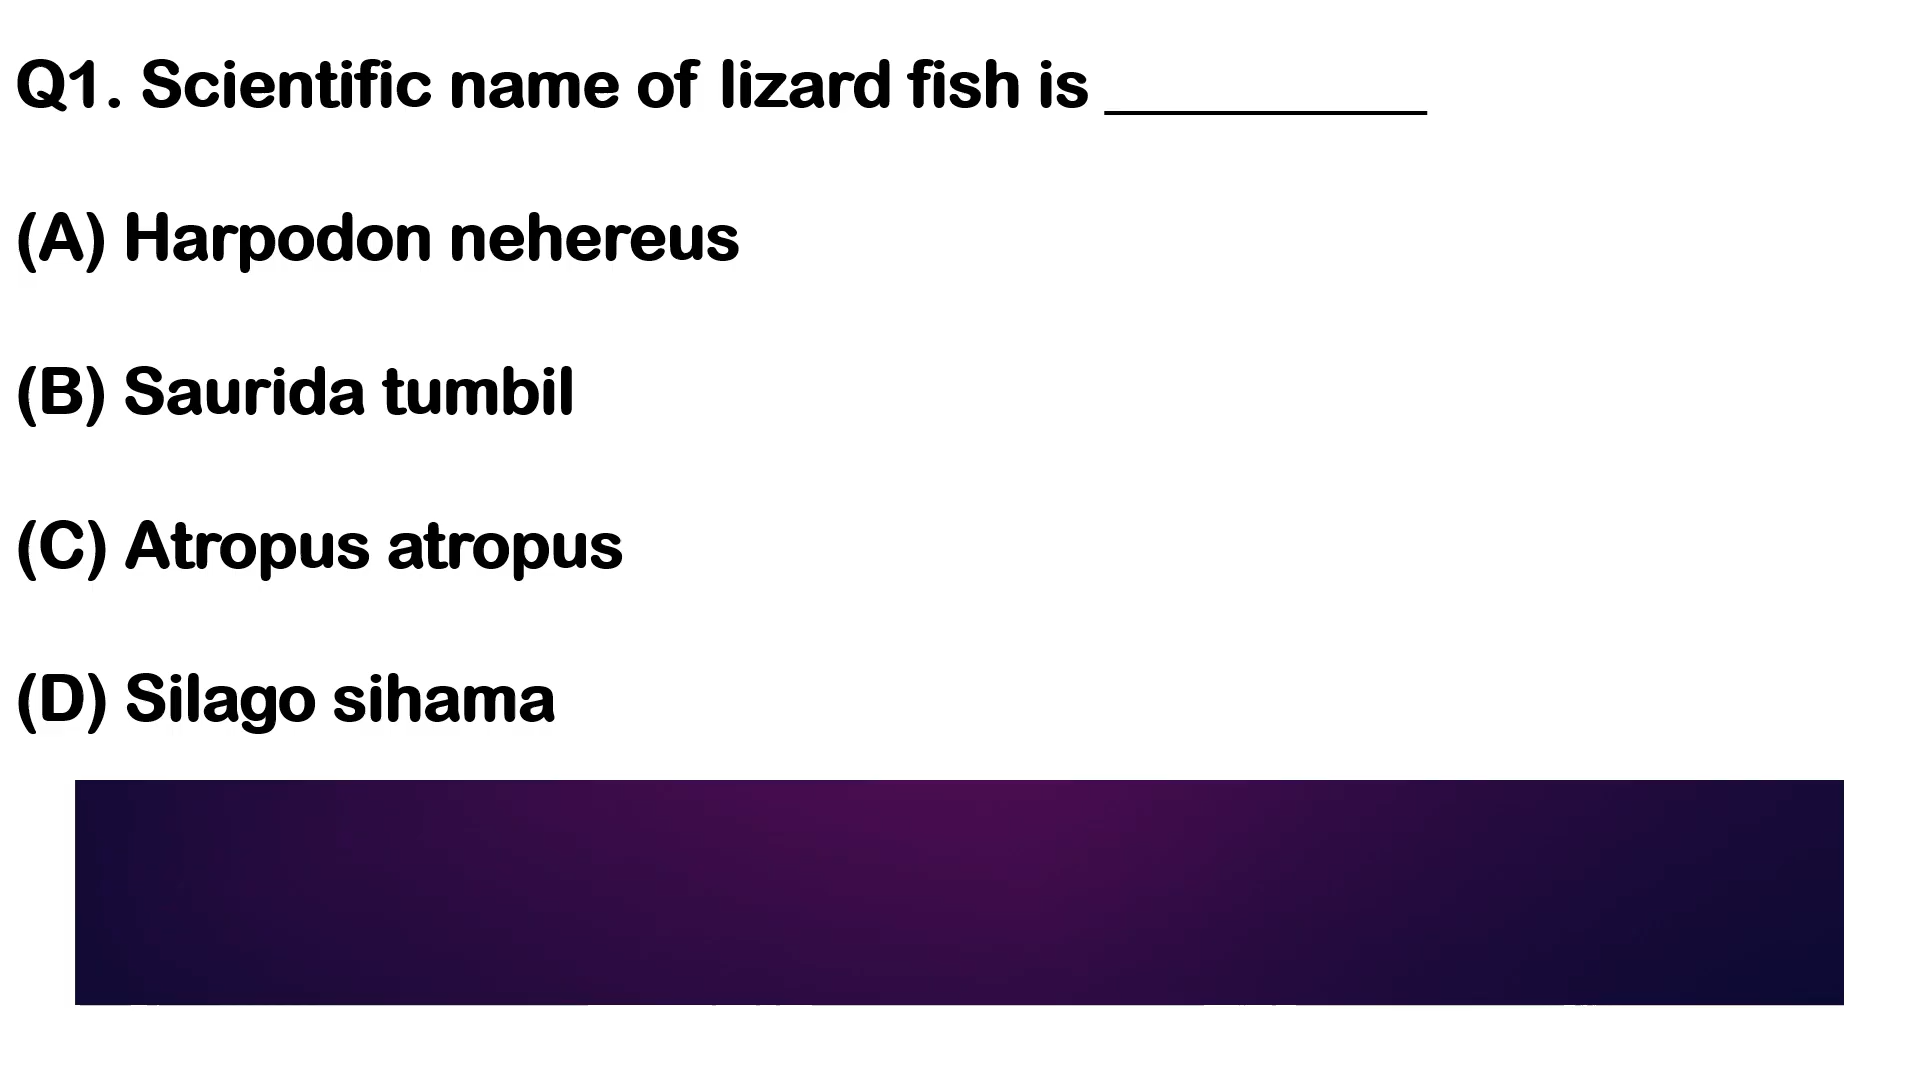 Q1. Scientific name of lizard fish is __________
(A) Harpodon nehereus
(B) Saurida tumbil
(C) Atropus atropus
(D) Silago sihama